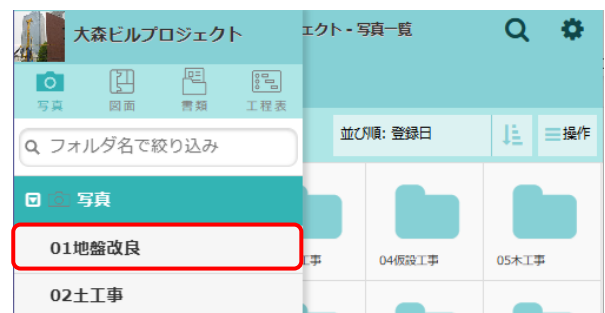 大森ビルプロジェクト
ェクト - 写真一覧
写真 図面 書類 工程表
フォルダ名で絞り込み
並び順: 登録日
操作
写真
01地盤改良
02土工事
工事
04仮設工事
05木工事